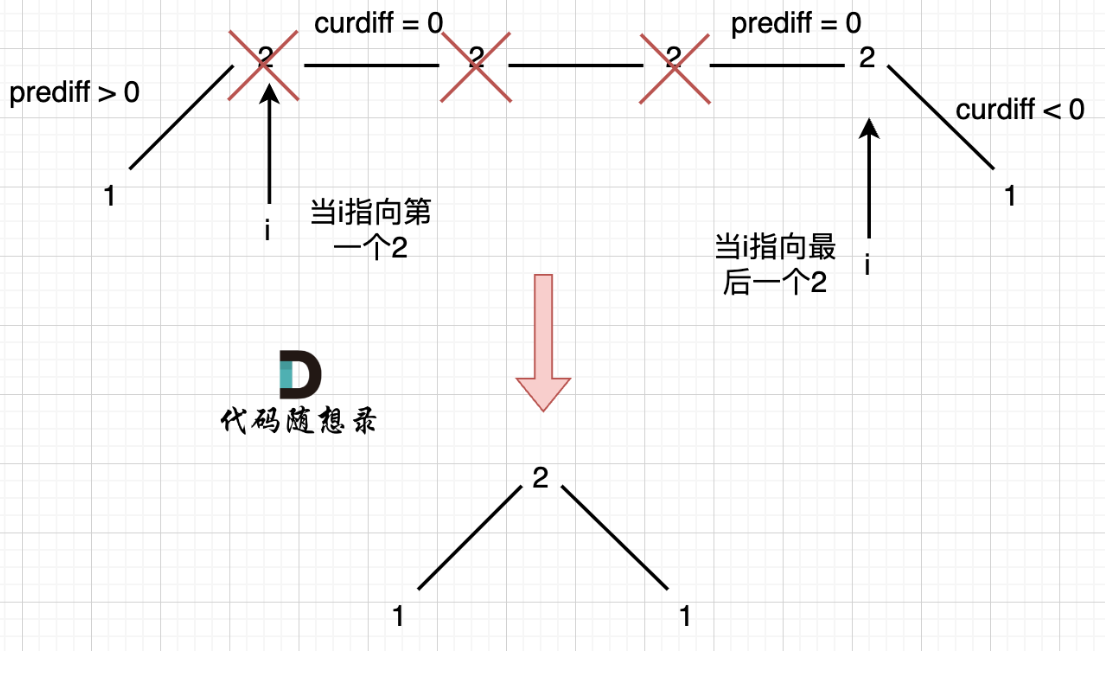 curdiff = 0
prediff = 0
2
2
2
2
prediff > 0
curdiff < 0
1
1
i
当i指向第
一个2
当i指向最
后一个2
i
代码随想录
2
1
1